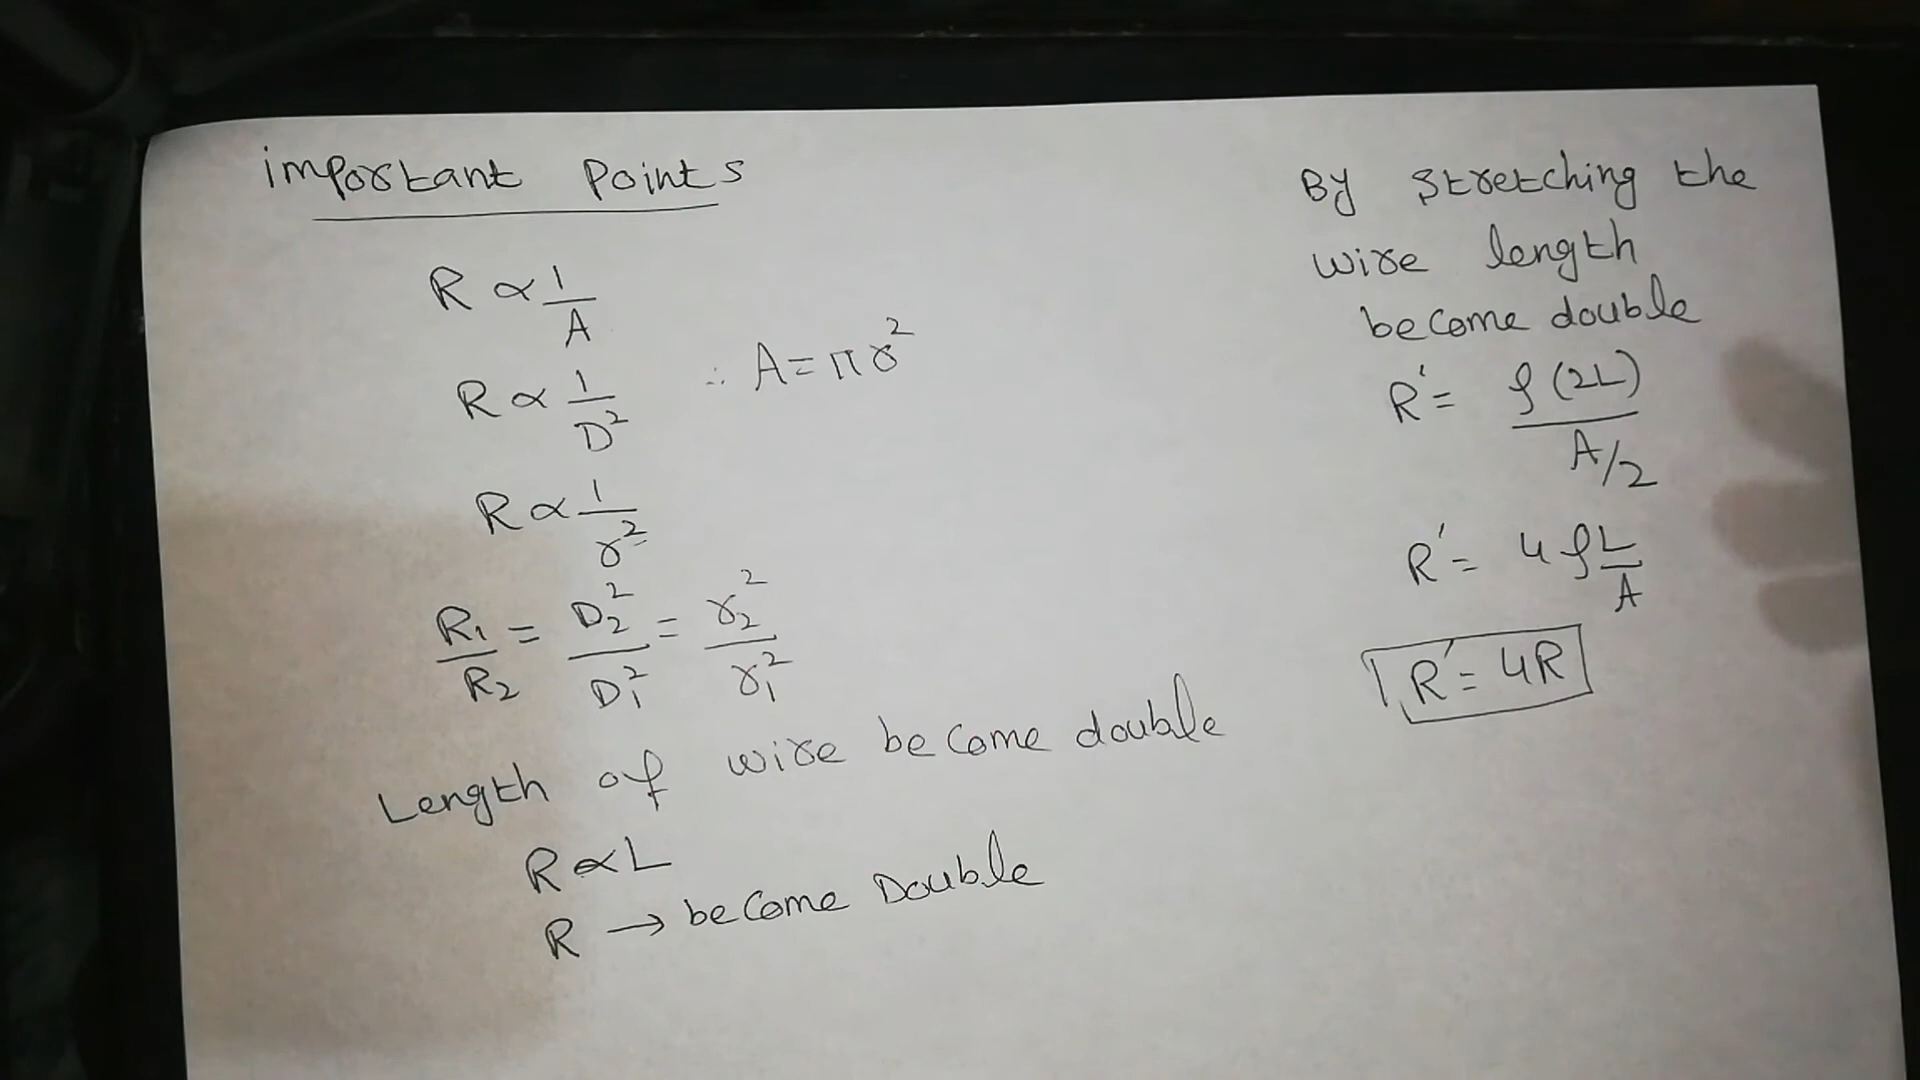 important Points
R ∝ 1/A
R ∝ 1/D²
∴ A = πr²
R ∝ 1/r²
R₁/R₂ = D₂²/D₁² = r₂²/r₁²
Length of wire become double
R ∝ L
R → become Double
By stretching the
wire length
become double
R' = ρ(2L)/A/2
R' = 4ρL/A
R' = 4R